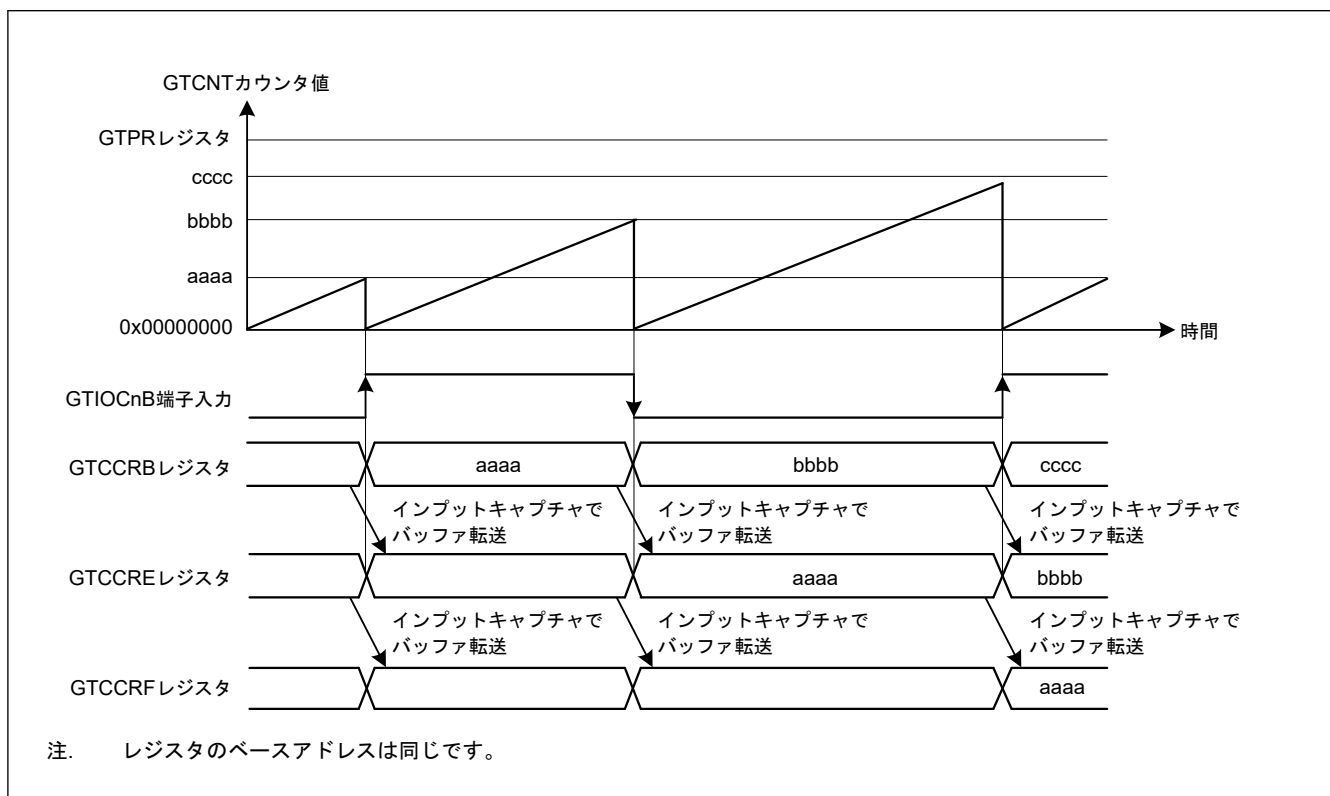 GTCNTカウンタ値
GTPRレジスタ
cccc
bbbb
aaaa
0x00000000
時間
GTIOCnB端子入力
GTCCRBレジスタ
aaaa
bbbb
cccc
インプットキャプチャで
バッファ転送
インプットキャプチャで
バッファ転送
インプットキャプチャで
バッファ転送
GTCCREレジスタ
aaaa
bbbb
インプットキャプチャで
バッファ転送
インプットキャプチャで
バッファ転送
インプットキャプチャで
バッファ転送
GTCCRFレジスタ
aaaa
注. レジスタのベースアドレスは同じです。